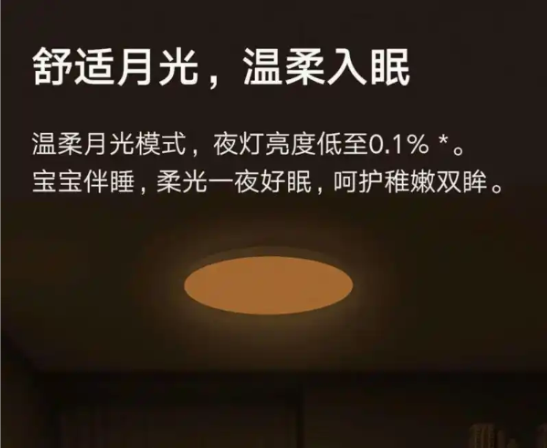 舒适月光，温柔入眠
温柔月光模式，夜灯亮度低至0.1% *。
宝宝伴睡，柔光一夜好眠，呵护稚嫩双眸。